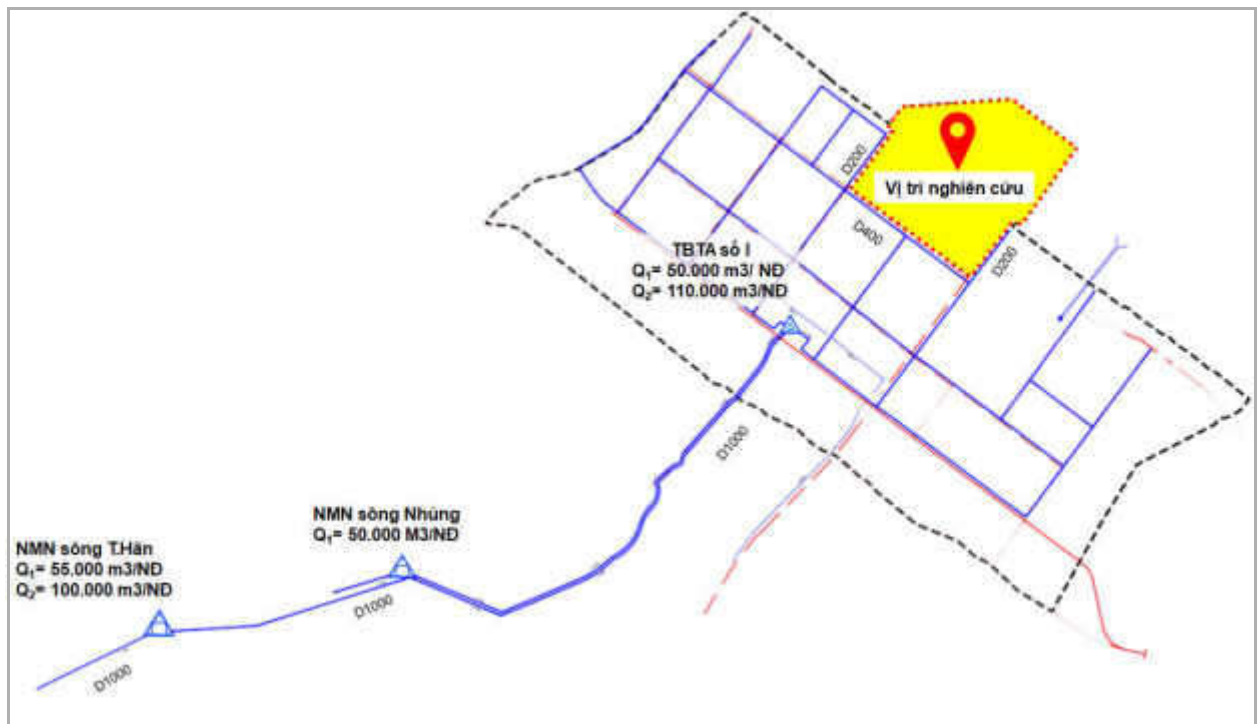 D200
Vị trí nghiên cứu
D400
D200
TBTA số I
Q₁= 50.000 m3/ NĐ
Q₂= 110.000 m3/NĐ
D1000
NMN sông Nhùng
Q₁= 50.000 M3/NĐ
NMN sông T.Hãn
Q₁= 55,000 m3/NĐ
Q₂= 100.000 m3/NĐ
D1000
D1000